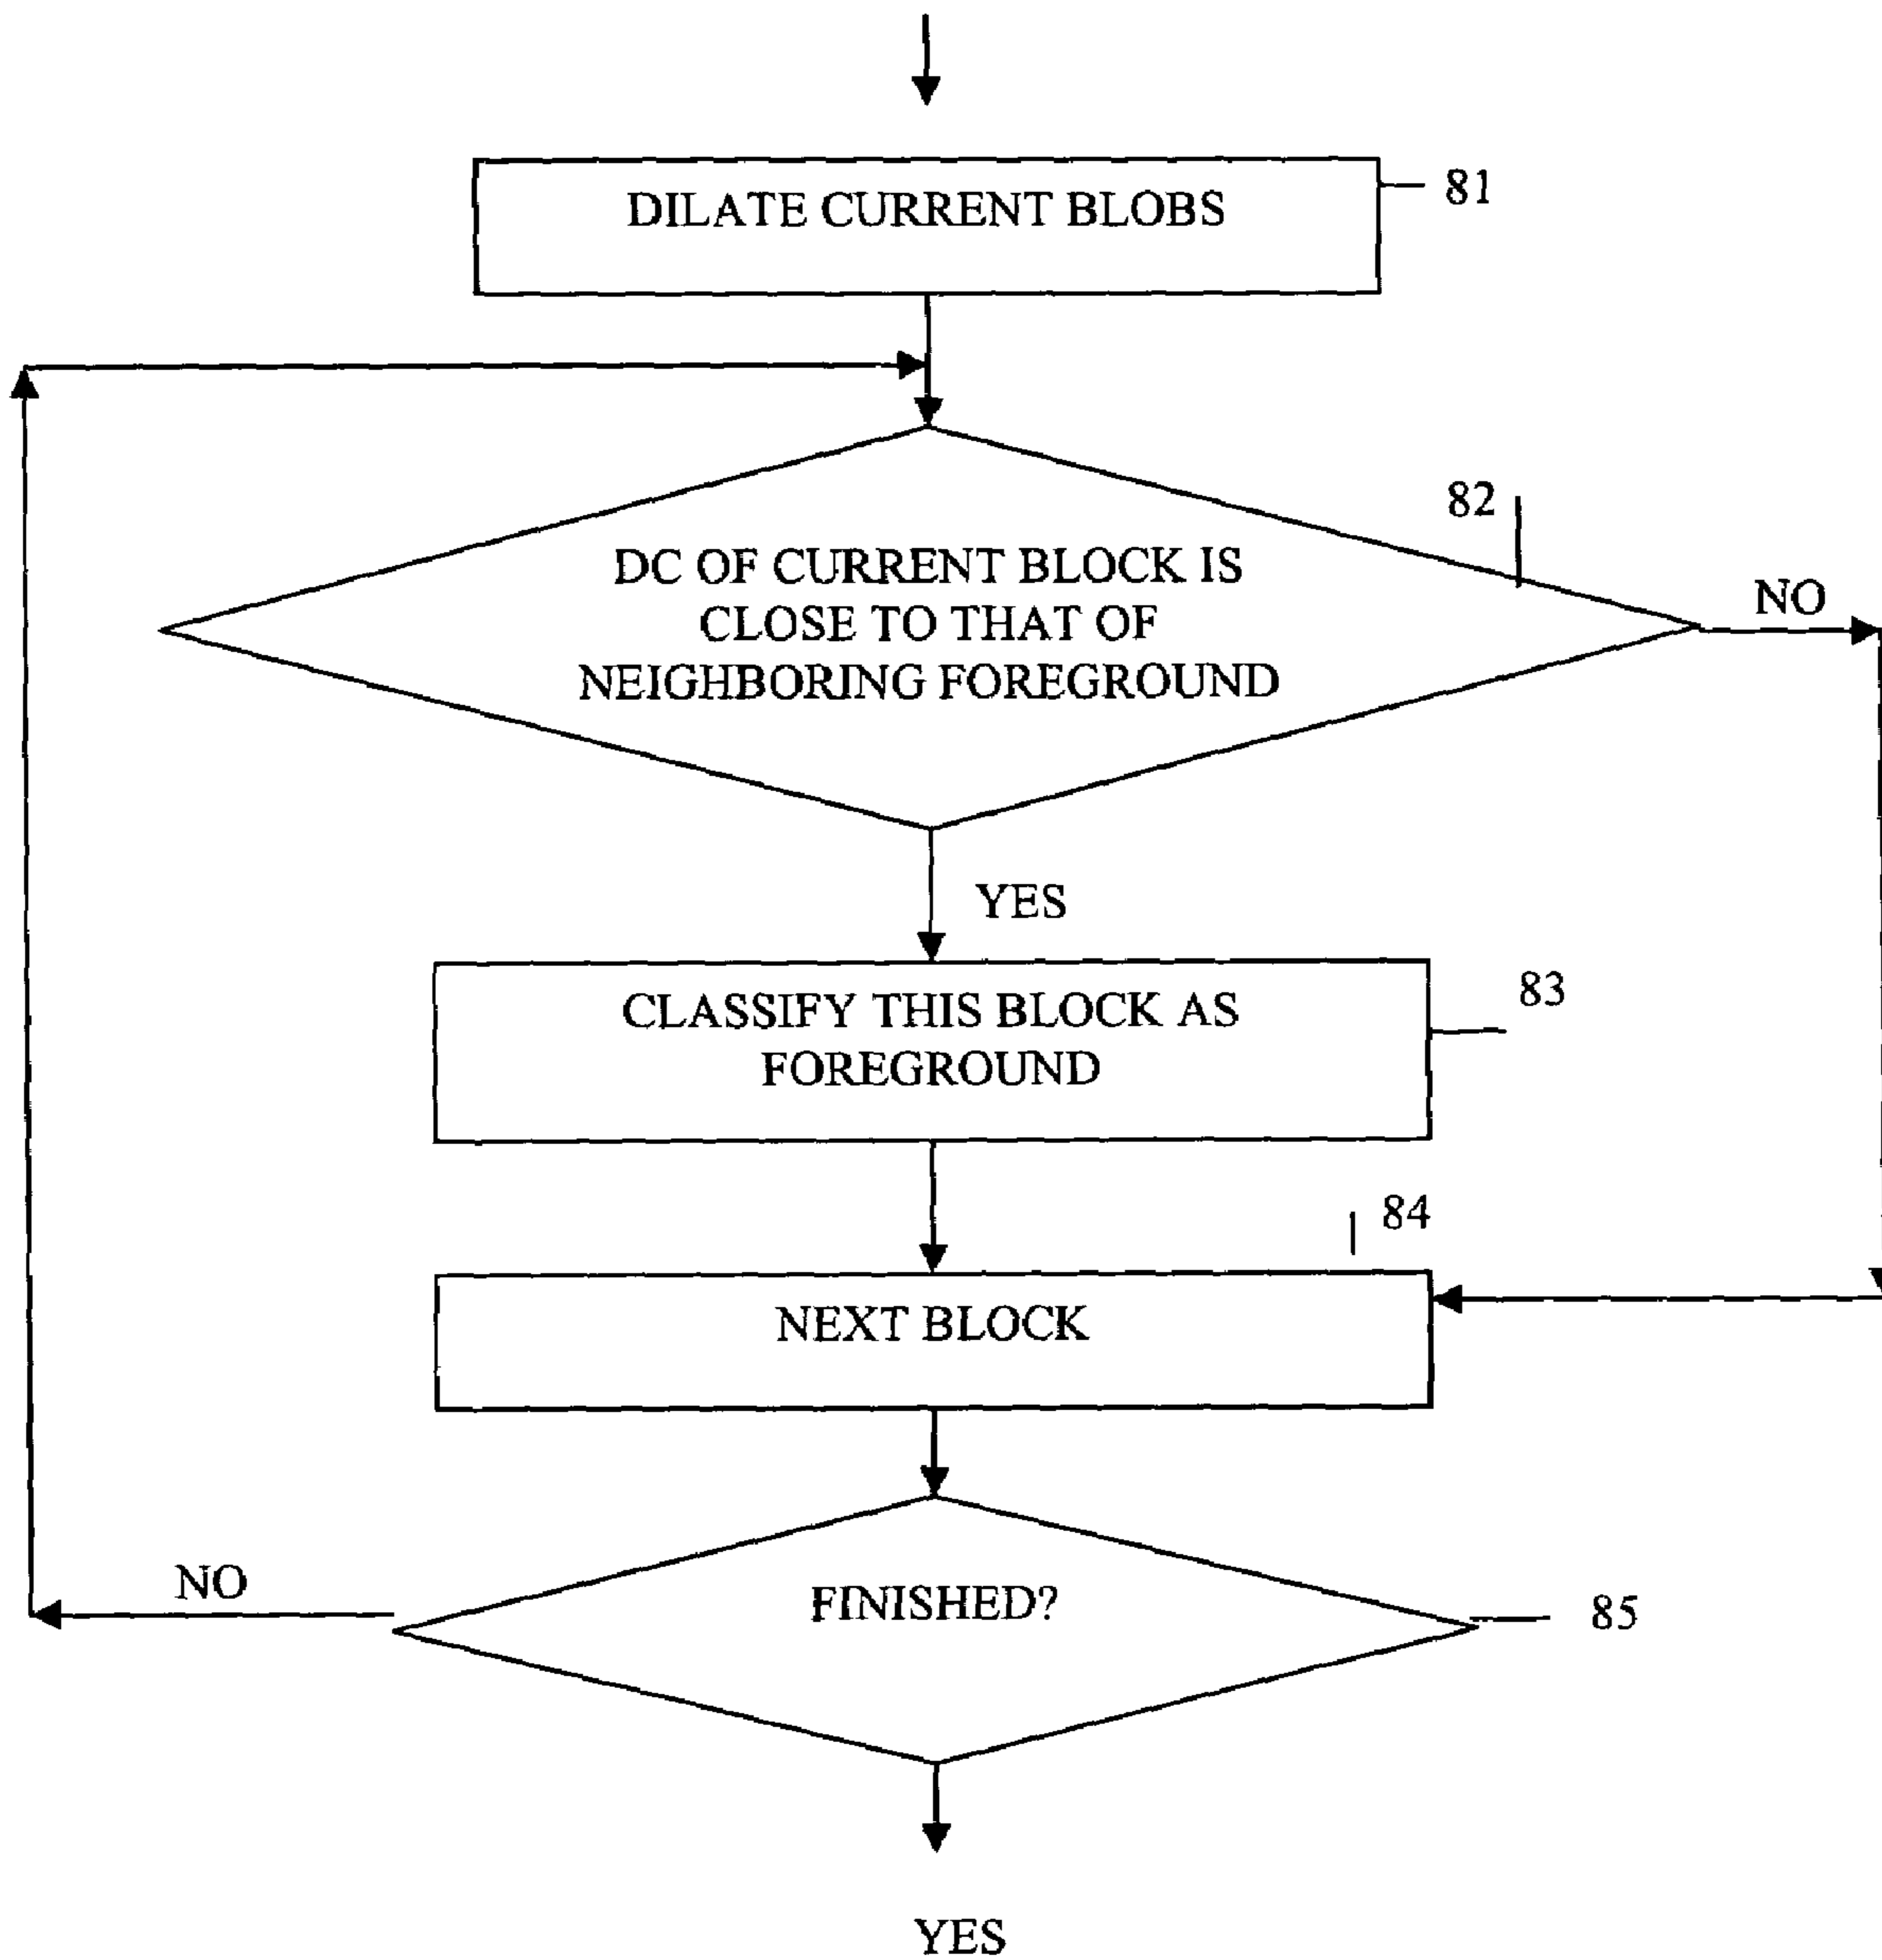 DILATE CURRENT BLOBS
81
82
DC OF CURRENT BLOCK IS
CLOSE TO THAT OF
NEIGHBORING FOREGROUND
NO
YES
83
CLASSIFY THIS BLOCK AS
FOREGROUND
84
NEXT BLOCK
NO
FINISHED?
85
YES